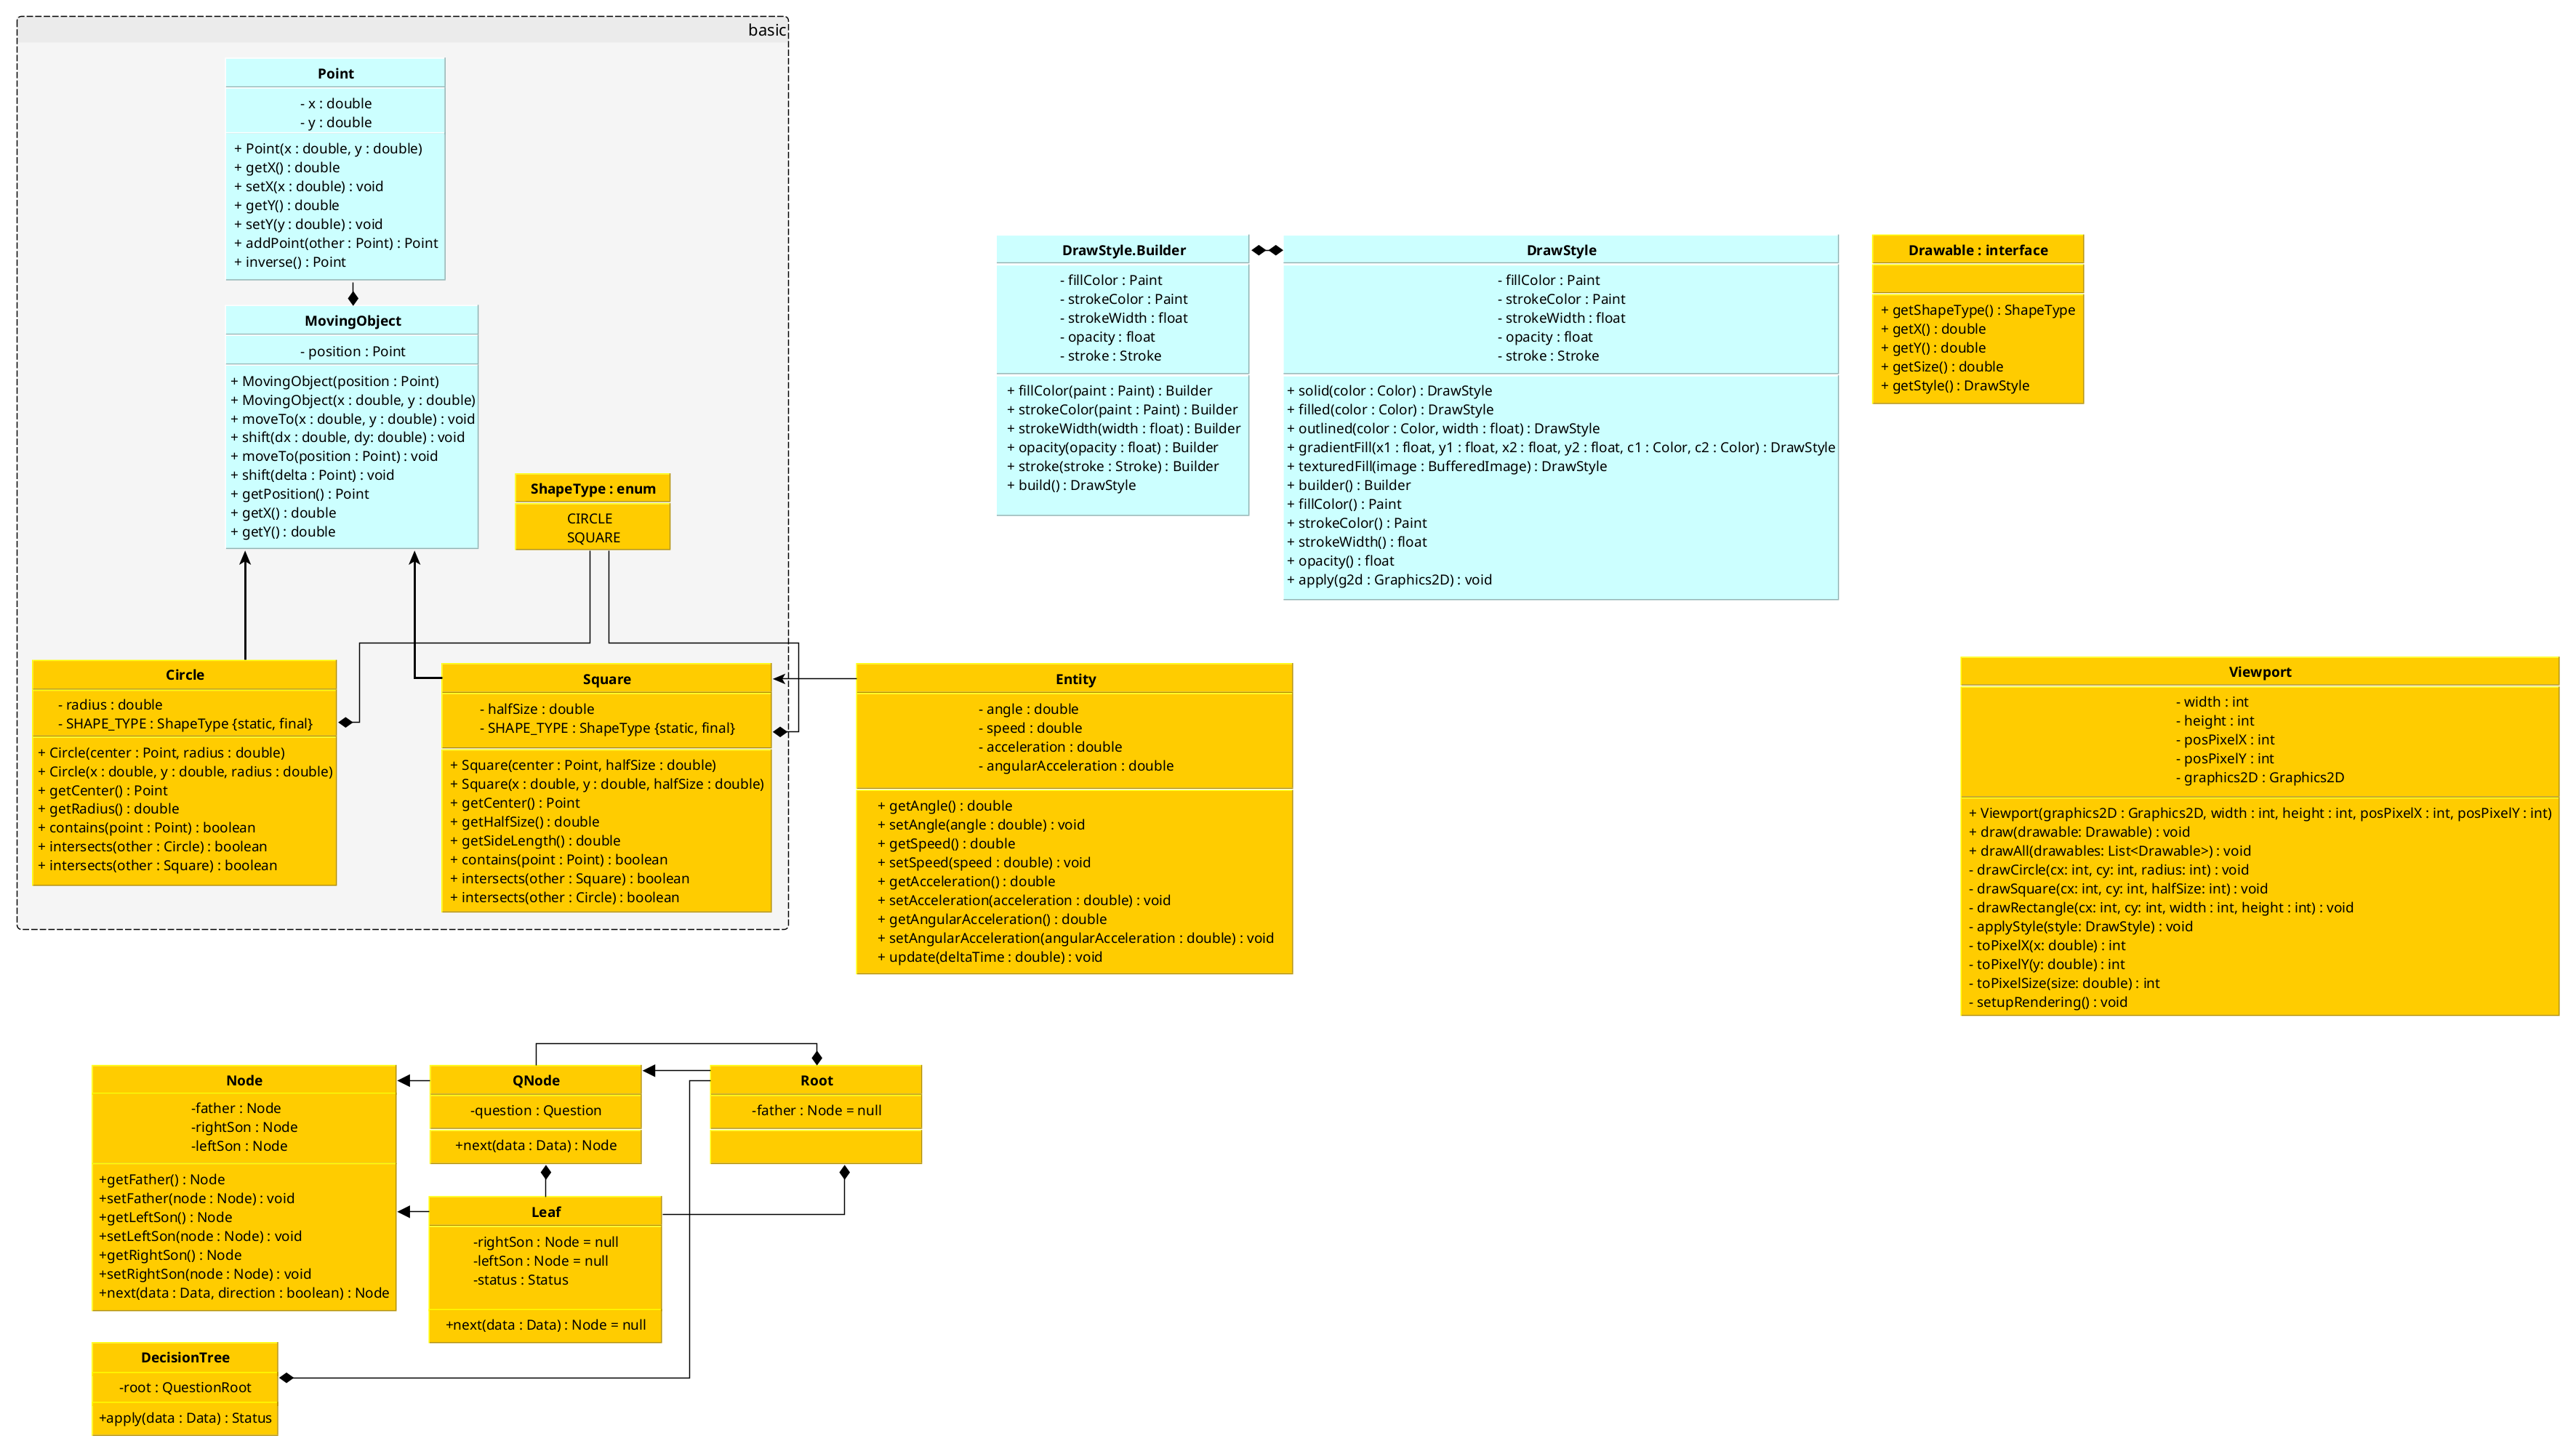 basic
Point
- x : double
- y : double
+ Point(x : double, y : double)
+ getX() : double
+ setX(x : double) : void
+ getY() : double
+ setY(y : double) : void
+ addPoint(other : Point) : Point
+ inverse() : Point
MovingObject
- position : Point
+ MovingObject(position : Point)
+ MovingObject(x : double, y : double)
+ moveTo(x : double, y : double) : void
+ shift(dx : double, dy: double) : void
+ moveTo(position : Point) : void
+ shift(delta : Point) : void
+ getPosition() : Point
+ getX() : double
+ getY() : double
ShapeType : enum
CIRCLE
SQUARE
Circle
- radius : double
- SHAPE_TYPE : ShapeType {static, final}
+ Circle(center : Point, radius : double)
+ Circle(x : double, y : double, radius : double)
+ getCenter() : Point
+ getRadius() : double
+ contains(point : Point) : boolean
+ intersects(other : Circle) : boolean
+ intersects(other : Square) : boolean
Square
- halfSize : double
- SHAPE_TYPE : ShapeType {static, final}
+ Square(center : Point, halfSize : double)
+ Square(x : double, y : double, halfSize : double)
+ getCenter() : Point
+ getHalfSize() : double
+ getSideLength() : double
+ contains(point : Point) : boolean
+ intersects(other : Square) : boolean
+ intersects(other : Circle) : boolean
DrawStyle.Builder
- fillColor : Paint
- strokeColor : Paint
- strokeWidth : float
- opacity : float
- stroke : Stroke
+ fillColor(paint : Paint) : Builder
+ strokeColor(paint : Paint) : Builder
+ strokeWidth(width : float) : Builder
+ opacity(opacity : float) : Builder
+ stroke(stroke : Stroke) : Builder
+ build() : DrawStyle
DrawStyle
- fillColor : Paint
- strokeColor : Paint
- strokeWidth : float
- opacity : float
- stroke : Stroke
+ solid(color : Color) : DrawStyle
+ filled(color : Color) : DrawStyle
+ outlined(color : Color, width : float) : DrawStyle
+ gradientFill(x1 : float, y1 : float, x2 : float, y2 : float, c1 : Color, c2 : Color) : DrawStyle
+ texturedFill(image : BufferedImage) : DrawStyle
+ builder() : Builder
+ fillColor() : Paint
+ strokeColor() : Paint
+ strokeWidth() : float
+ opacity() : float
+ apply(g2d : Graphics2D) : void
Drawable : interface
+ getShapeType() : ShapeType
+ getX() : double
+ getY() : double
+ getSize() : double
+ getStyle() : DrawStyle
Entity
- angle : double
- speed : double
- acceleration : double
- angularAcceleration : double
+ getAngle() : double
+ setAngle(angle : double) : void
+ getSpeed() : double
+ setSpeed(speed : double) : void
+ getAcceleration() : double
+ setAcceleration(acceleration : double) : void
+ getAngularAcceleration() : double
+ setAngularAcceleration(angularAcceleration : double) : void
+ update(deltaTime : double) : void
Viewport
- width : int
- height : int
- posPixelX : int
- posPixelY : int
- graphics2D : Graphics2D
+ Viewport(graphics2D : Graphics2D, width : int, height : int, posPixelX : int, posPixelY : int)
+ draw(drawable: Drawable) : void
+ drawAll(drawables: List<Drawable>) : void
- drawCircle(cx: int, cy: int, radius: int) : void
- drawSquare(cx: int, cy: int, halfSize: int) : void
- drawRectangle(cx: int, cy: int, width : int, height : int) : void
- applyStyle(style: DrawStyle) : void
- toPixelX(x: double) : int
- toPixelY(y: double) : int
- toPixelSize(size: double) : int
- setupRendering() : void
Node
-father : Node
-rightSon : Node
-leftSon : Node
+getFather() : Node
+setFather(node : Node) : void
+getLeftSon() : Node
+setLeftSon(node : Node) : void
+getRightSon() : Node
+setRightSon(node : Node) : void
+next(data : Data, direction : boolean) : Node
QNode
-question : Question
+next(data : Data) : Node
Root
-father : Node = null
Leaf
-rightSon : Node = null
-leftSon : Node = null
-status : Status
+next(data : Data) : Node = null
DecisionTree
-root : QuestionRoot
+apply(data : Data) : Status